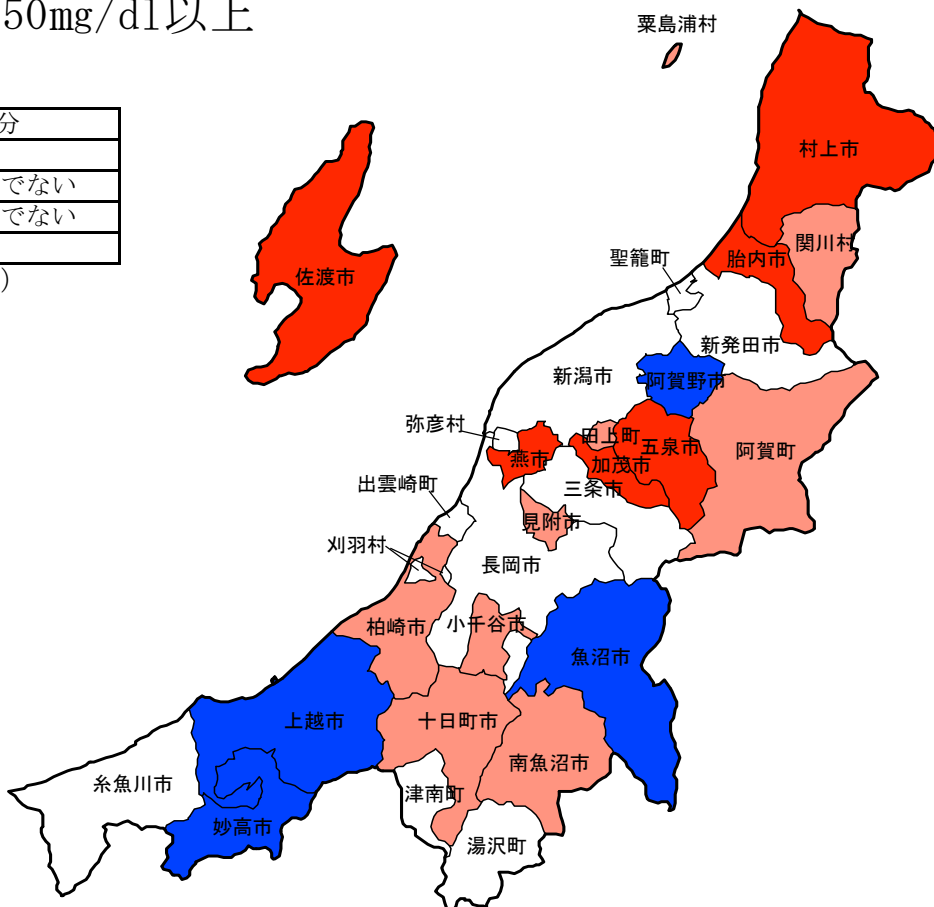 50mg/dl以上
分
でない
でない
)
粟島浦村
村上市
関川村
胎内市
聖籠町
佐渡市
新発田市
新潟市
阿賀野市
弥彦村
田上町
五泉市
阿賀町
燕市
加茂市
三条市
出雲崎町
見附市
刈羽村
長岡市
柏崎市
小千谷市
魚沼市
上越市
十日町市
南魚沼市
糸魚川市
津南町
妙高市
湯沢町